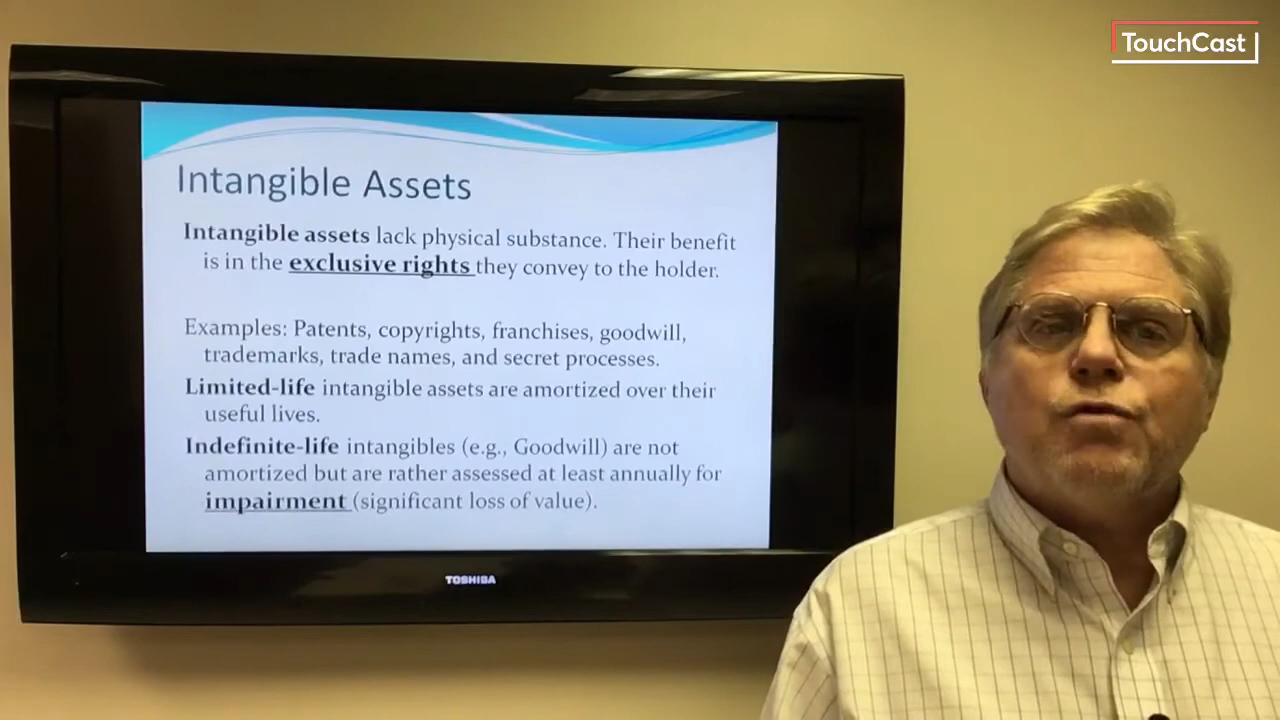 TouchCast
Intangible Assets
Intangible assets lack physical substance. Their benefit
is in the exclusive rights they convey to the holder.
Examples: Patents, copyrights, franchises, goodwill,
trademarks, trade names, and secret processes.
Limited-life intangible assets are amortized over their
useful lives.
Indefinite-life intangibles (e.g., Goodwill) are not
amortized but are rather assessed at least annually for
impairment (significant loss of value).
TOSHIBA